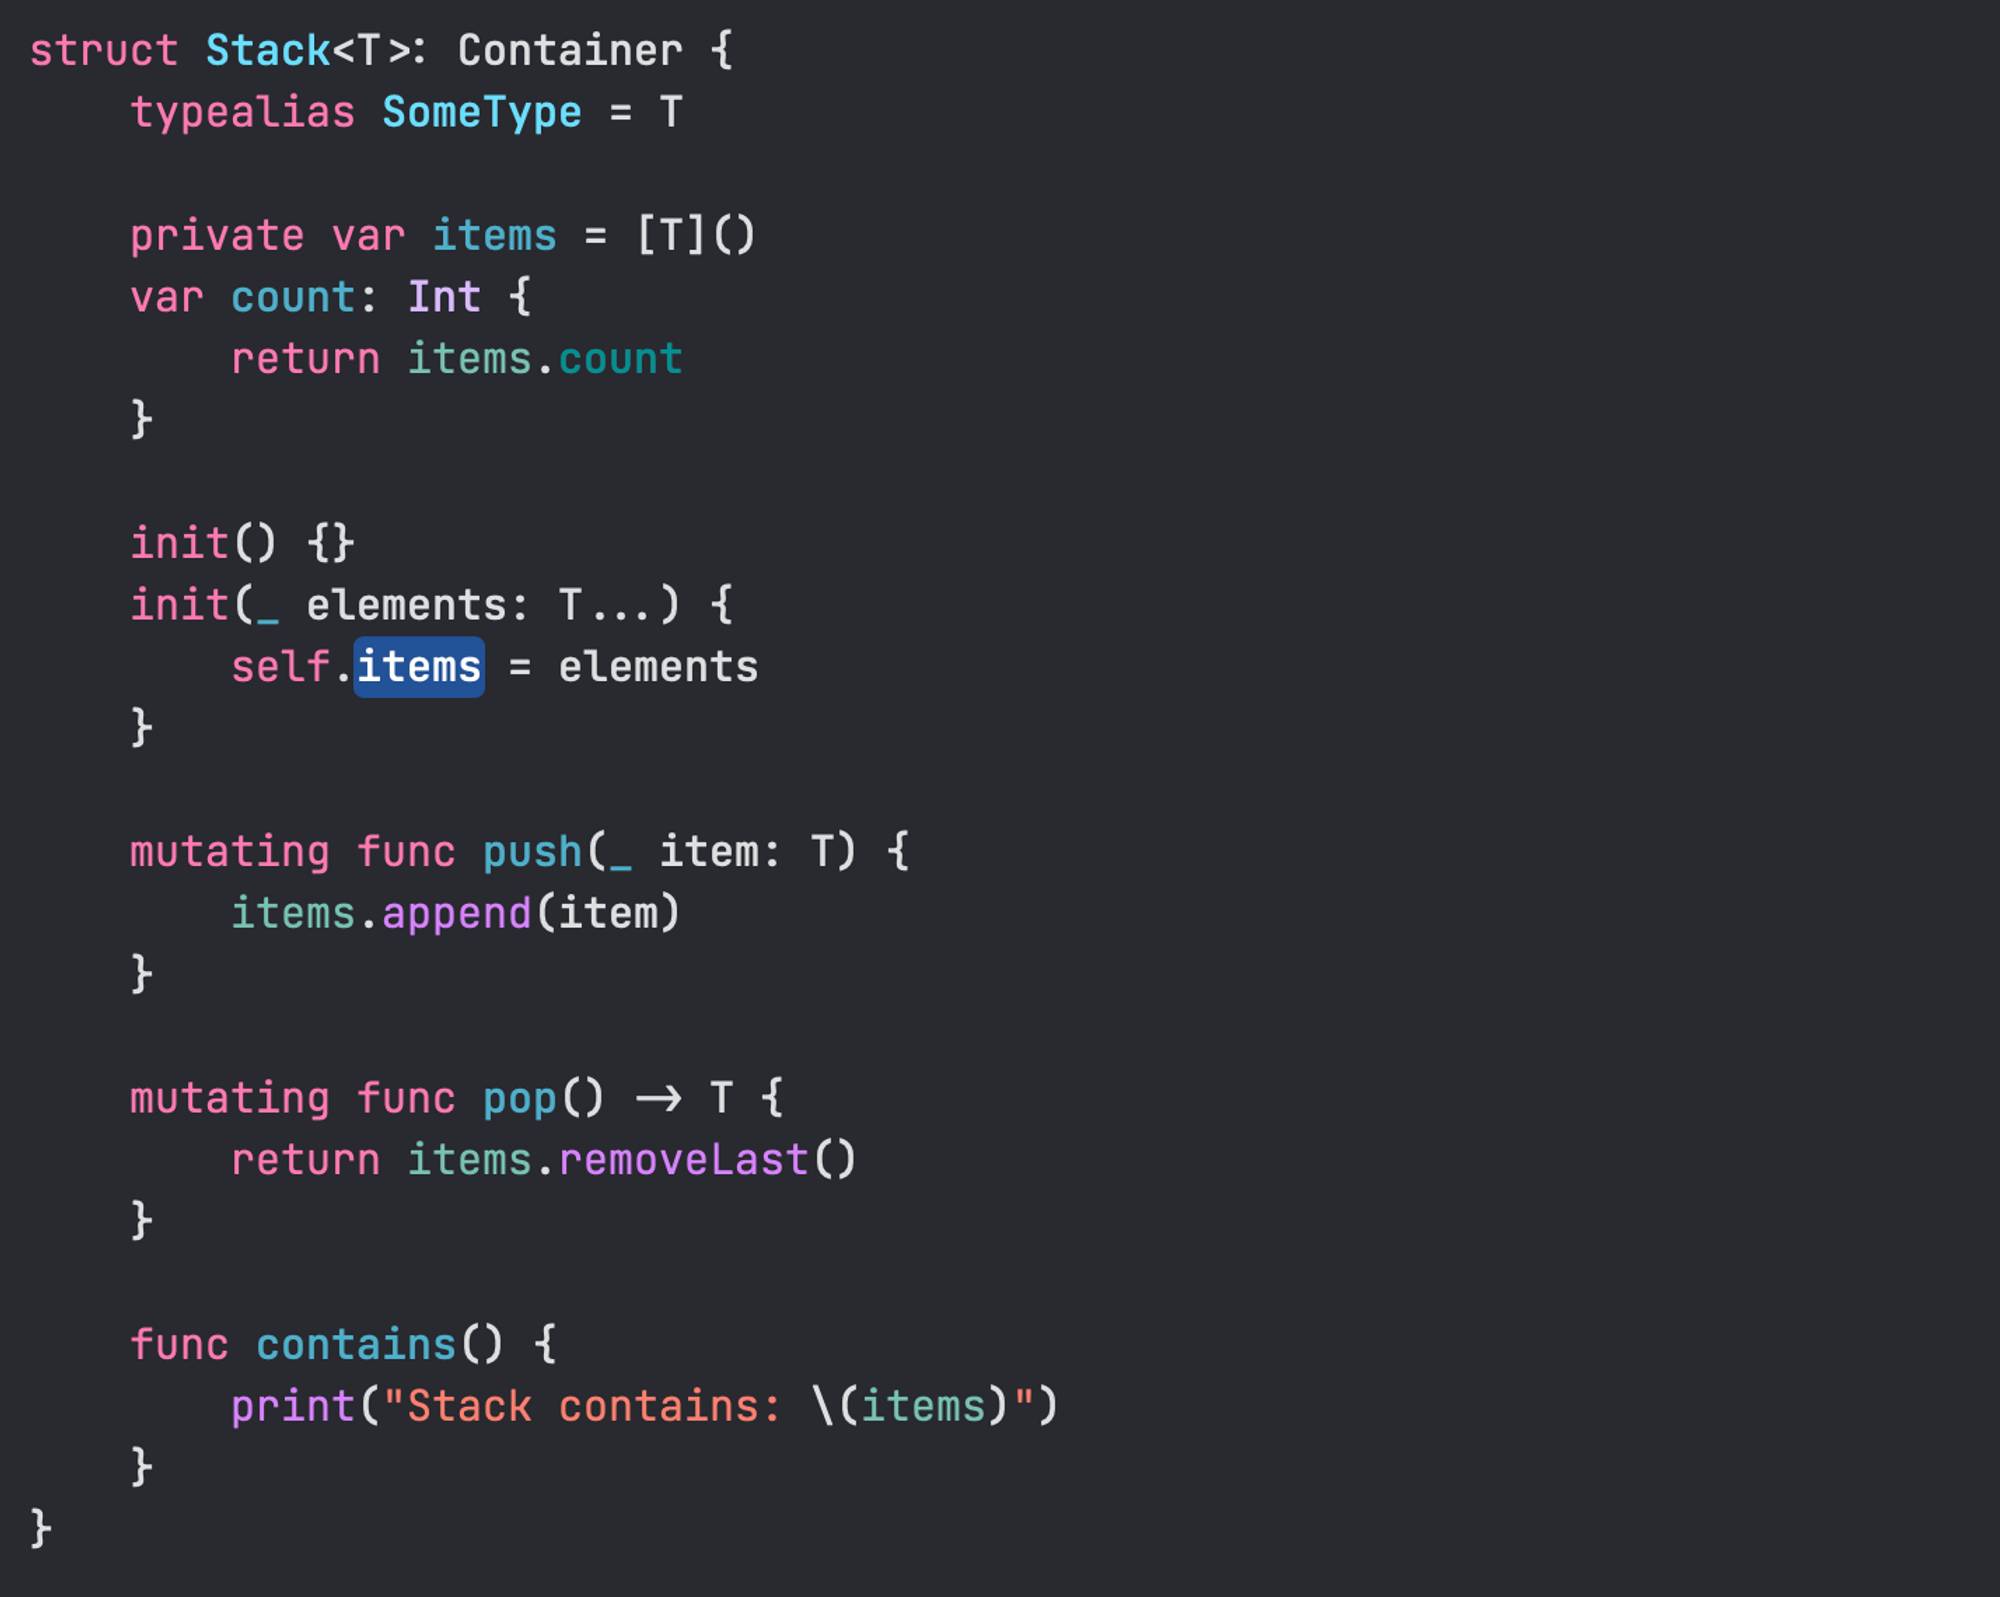 struct Stack<T>: Container {
    typealias SomeType = T

    private var items = [T]()
    var count: Int {
        return items.count
    }

    init() {}
    init(_ elements: T...) {
        self.items = elements
    }

    mutating func push(_ item: T) {
        items.append(item)
    }

    mutating func pop() -> T {
        return items.removeLast()
    }

    func contains() {
        print("Stack contains: \(items)")
    }
}